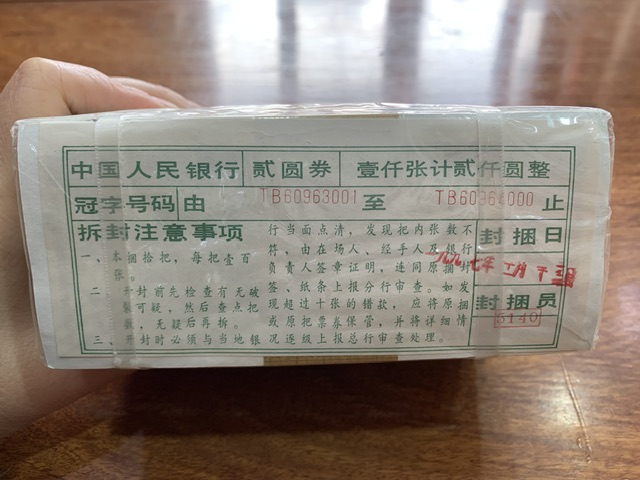 中国人民银行 贰圆券 壹仟张计贰仟圆整
冠字号码 由 TB60963001 至 TB60964000 止
拆封注意事项
一、本捆拾把,每把壹百
张。
二、开封前先检查有无破
裂可疑,然后查点把
数,无疑后再拆。
三、开封时必须与当地银
行当面点清,发现把内张数不
符,由在场人、经手人及银行
负责人签章证明,连同原捆封
签、纸条上报分行审查。如发
现超过十张的错款,应将原捆
或原把票券保管,并将详细情
况逐级上报总行审查处理。
封捆日
九九七年 月
封捆员
5140